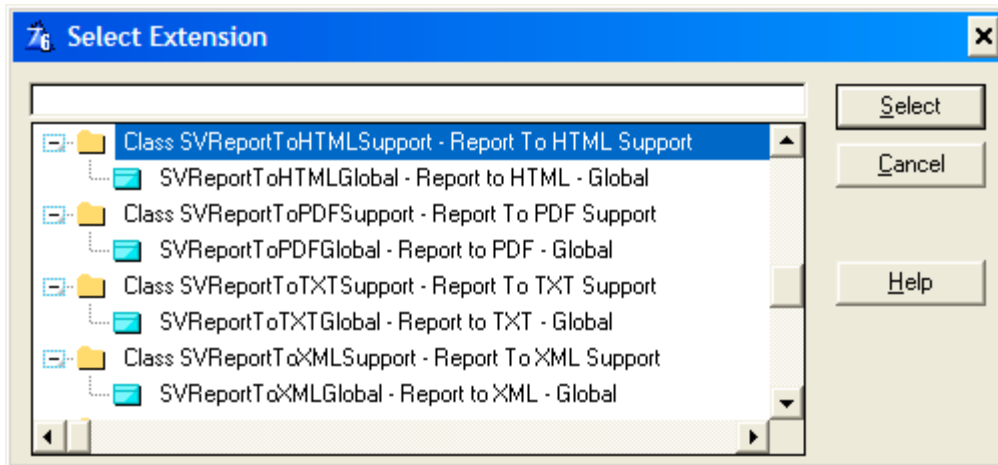 Select Extension
Select
Class SVReportToHTMLSupport - Report To HTML Support
SVReportToHTMLGlobal - Report to HTML - Global
Cancel
Class SVReportToPDFSupport - Report To PDF Support
SVReportToPDFGlobal - Report to PDF - Global
Class SVReportToTXTSupport - Report To TXT Support
Help
SVReportToTXTGlobal - Report to TXT - Global
Class SVReportToXMLSupport - Report To XML Support
SVReportToXMLGlobal - Report to XML - Global